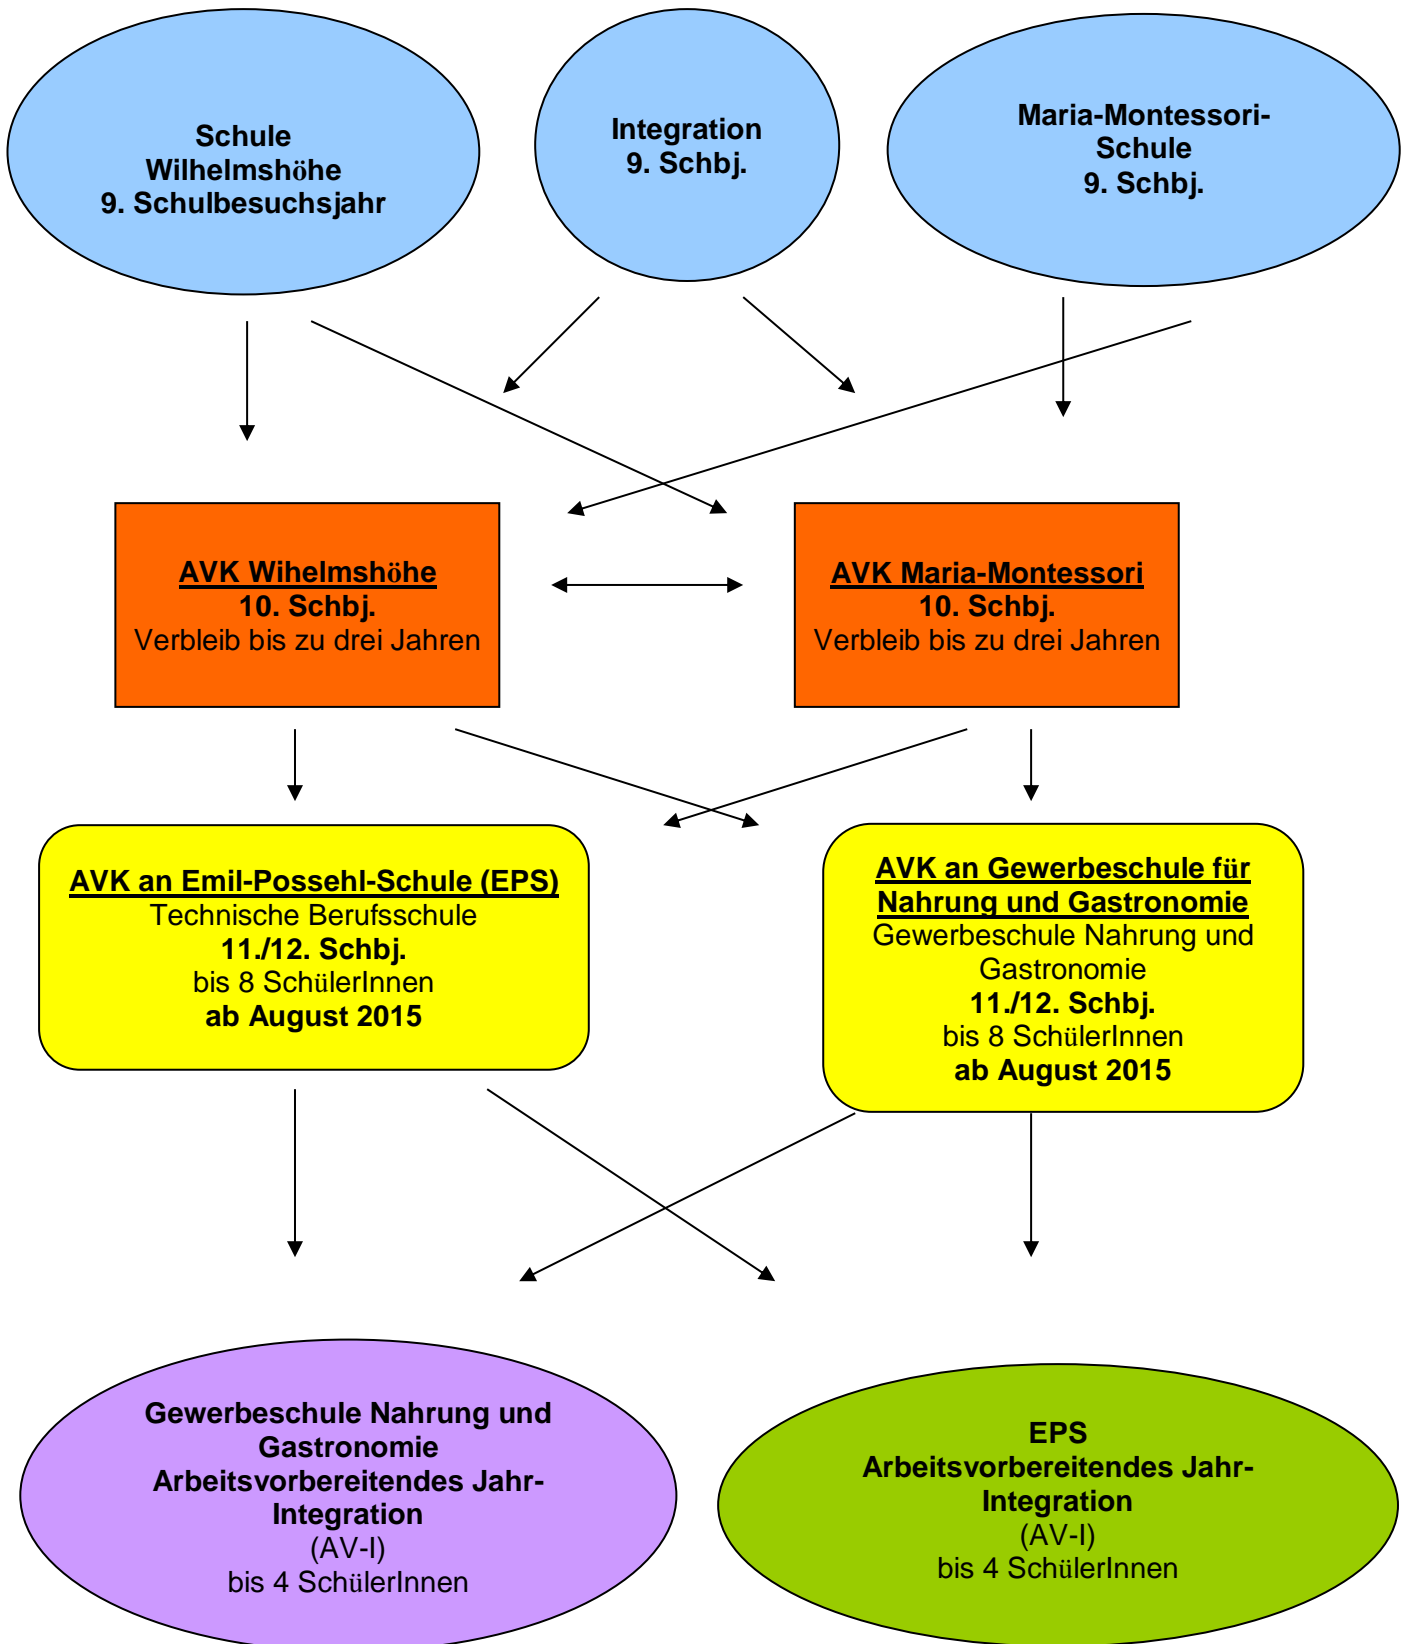 Schule
Wilhelmshöhe
9. Schulbesuchsjahr
Integration
9. Schbj.
Maria-Montessori-
Schule
9. Schbj.
AVK Wihelmshöhe
10. Schbj.
Verbleib bis zu drei Jahren
AVK Maria-Montessori
10. Schbj.
Verbleib bis zu drei Jahren
AVK an Emil-Possehl-Schule (EPS)
Technische Berufsschule
11./12. Schbj.
bis 8 SchülerInnen
ab August 2015
AVK an Gewerbeschule für
Nahrung und Gastronomie
Gewerbeschule Nahrung und
Gastronomie
11./12. Schbj.
bis 8 SchülerInnen
ab August 2015
Gewerbeschule Nahrung und
Gastronomie
Arbeitsvorbereitendes Jahr-
Integration
(AV-I)
bis 4 SchülerInnen
EPS
Arbeitsvorbereitendes Jahr-
Integration
(AV-I)
bis 4 SchülerInnen